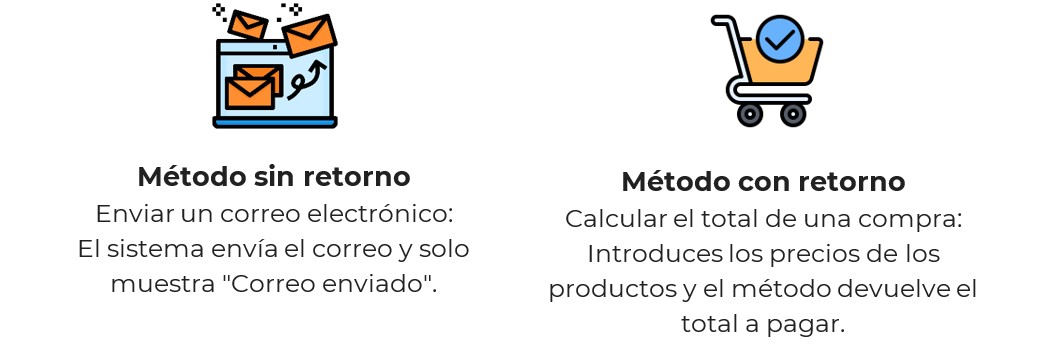 Método sin retorno
Enviar un correo electrónico:
El sistema envía el correo y solo
muestra "Correo enviado".
Método con retorno
Calcular el total de una compra:
Introduces los precios de los
productos y el método devuelve el
total a pagar.